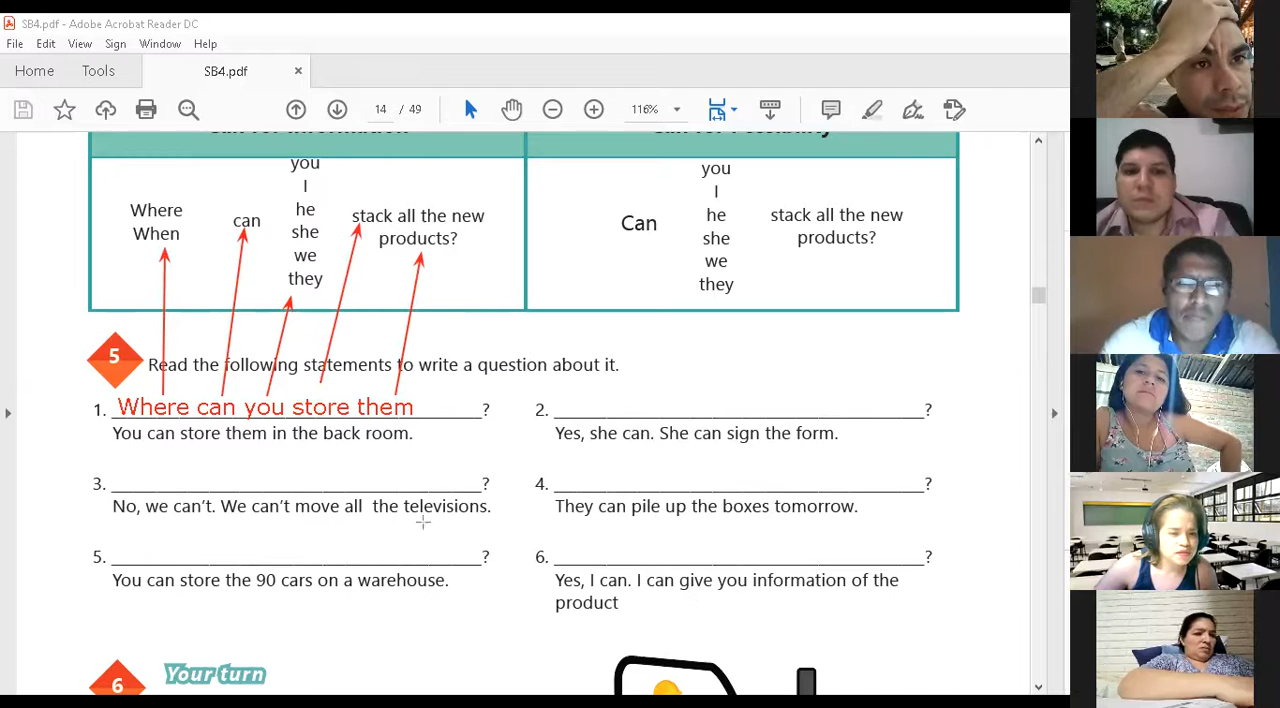 SB4.pdf - Adobe Acrobat Reader DC
File Edit View Sign Window Help
Home Tools SB4.pdf ×
14 / 49 116%
Can for Information Can for Possibility
Where
When
can
you
I
he
she
we
they
stack all the new
products?
Can
you
I
he
she
we
they
stack all the new
products?
5 Read the following statements to write a question about it.
1. Where can you store them ?
You can store them in the back room.
2. ?
Yes, she can. She can sign the form.
3. ?
No, we can’t. We can’t move all the televisions.
4. ?
They can pile up the boxes tomorrow.
5. ?
You can store the 90 cars on a warehouse.
6. ?
Yes, I can. I can give you information of the
product
6 Your turn